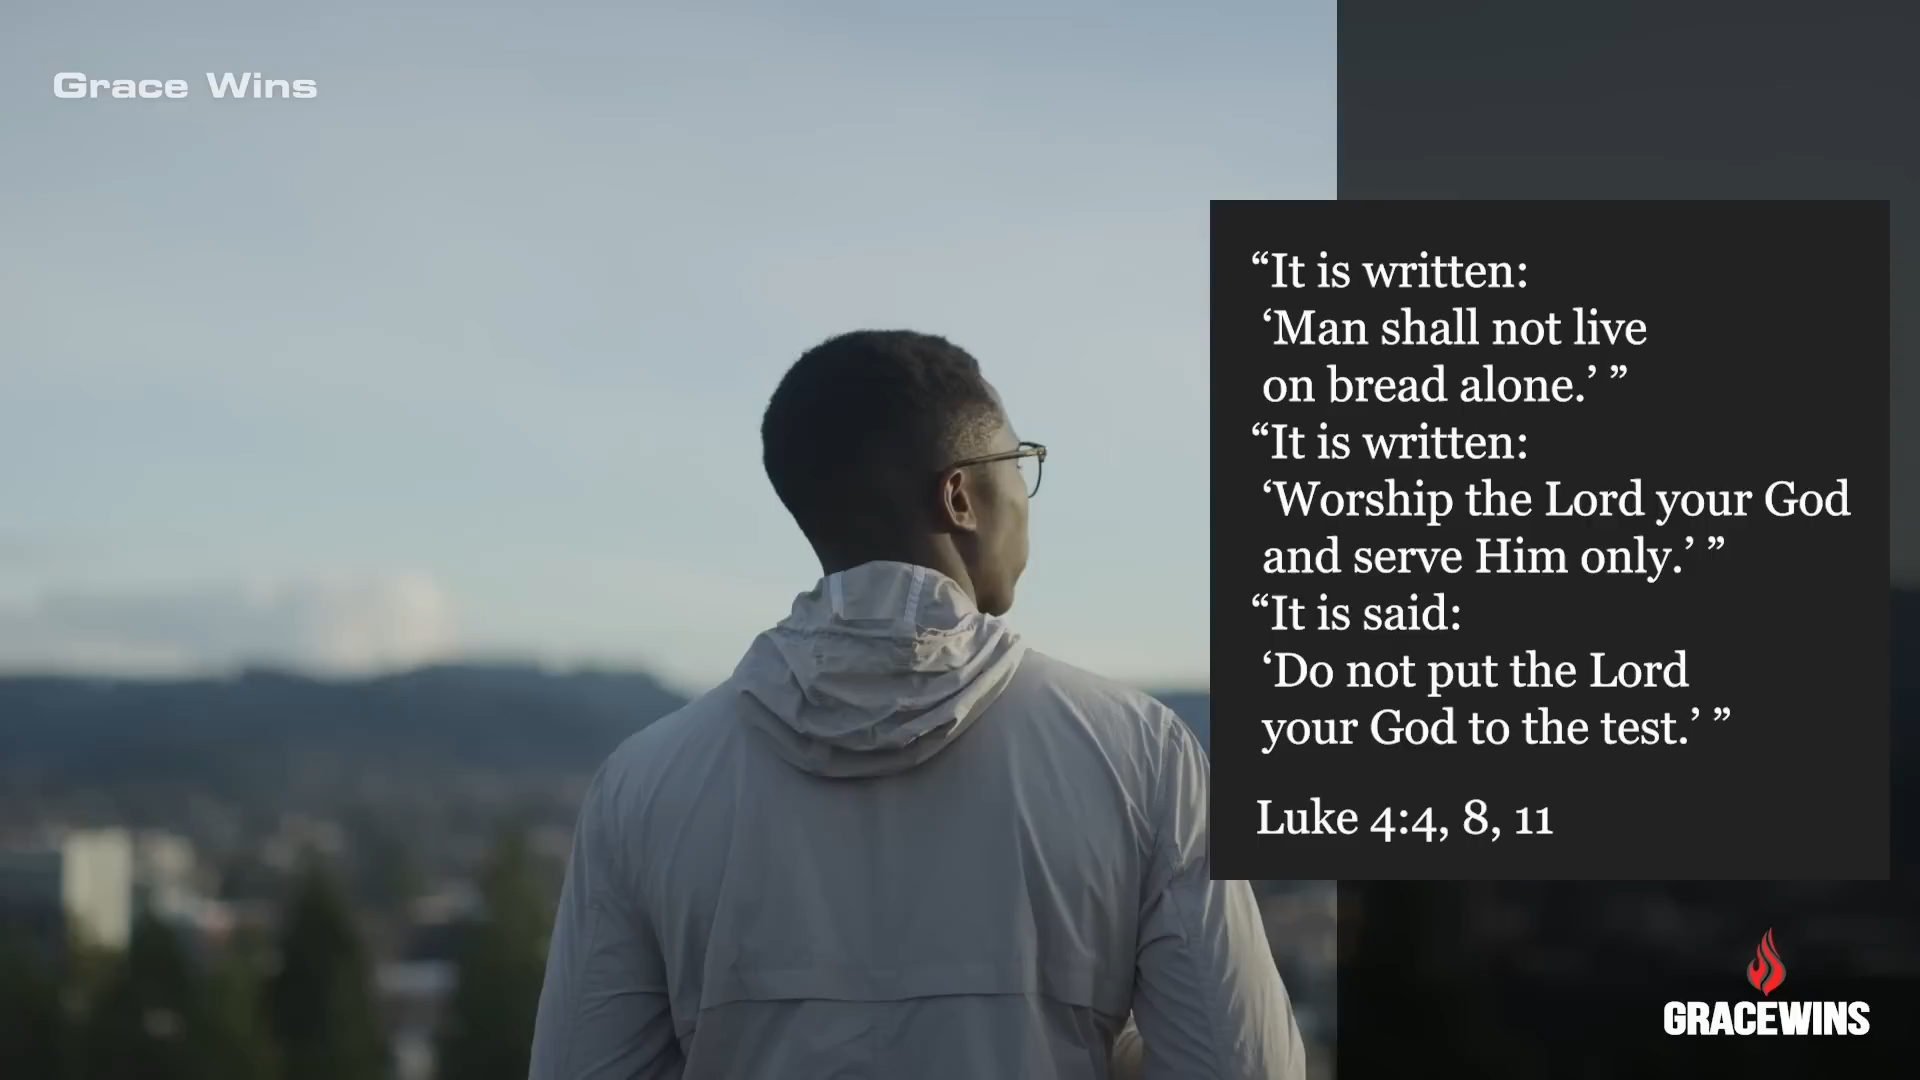 Grace Wins
“It is written:
‘Man shall not live
on bread alone.’ ”
“It is written:
‘Worship the Lord your God
and serve Him only.’ ”
“It is said:
‘Do not put the Lord
your God to the test.’ ”
Luke 4:4, 8, 11
GRACEWINS